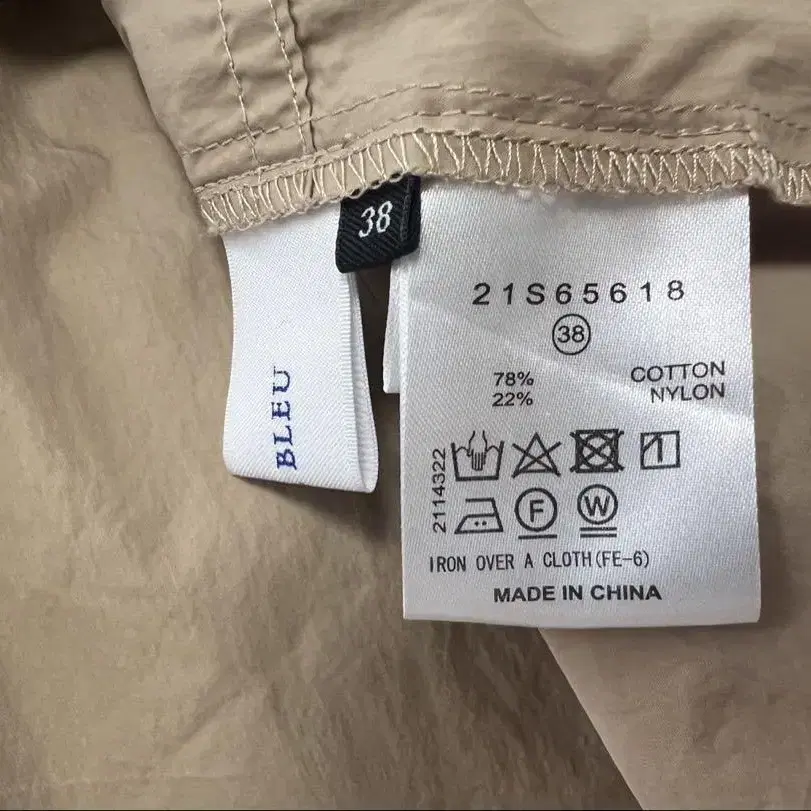 38
BLEU
21S65618
38
78% COTTON
22% NYLON
2114322
F W
IRON OVER A CLOTH(FE-6)
MADE IN CHINA